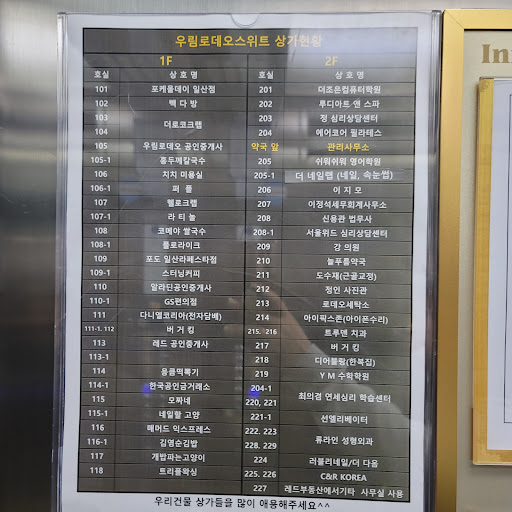 우림로데오스위트 상가현황
1F 2F
호실 상 호 명 호실 상 호 명
101 포케올데이 일산점 201 더조은컴퓨터학원
102 빽 다 방 202 루디아트 앤 스파
103 더로코크랩 203 정 심리상담센터
104 204 에어코어 필라테스
105 우림로데오 공인중개사 약국 앞 관리사무소
105-1 홍두깨칼국수 205 쉬워쉬워 영어학원
106 치치 미용실 205-1 더 네일랩 (네일, 속눈썹)
106-1 퍼 플 206 이 지 모
107 헬로크랩 207 이정석세무회계사무소
107-1 라 티 놀 208 신용관 법무사
108 코메야 쌀국수 208-1 서울위드 심리상담센터
108-1 플로라이크 209 강 의원
109 포도 일산라페스타점 210 늘푸름약국
109-1 스터닝커피 211 도수재(근골교정)
110 알라딘공인중개사 212 정인 사진관
110-1 GS편의점 213 로데오세탁소
111 다니엘코리아(전자담배) 214 아이픽스존(아이폰수리)
111-1. 112 버 거 킹 215. 216 트루맨 치과
113 레드 공인중개사 217 버 거 킹
113-1 218 디어블랑(한복집)
114 응큼떡볶기 219 Y M 수학학원
114-1 한국공인금거래소 204-1 최의겸 연세심리 학습센터
115 모짜네 220, 221
115-1 네일할 고양 221-1 선엘리베이터
116 메머드 익스프레스 222. 223 류라인 성형외과
116-1 김영순김밥 228. 229
117 개밥파는고양이 224 러블리네일/더 다옴
118 트리플왁싱 225. 226 C&R KOREA
227 레드부동산에서기타 사무실 사용
우리건물 상가들을 많이 애용해주세요^^